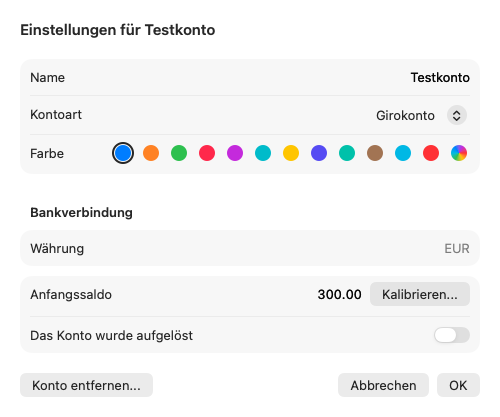 Einstellungen für Testkonto
Name Testkonto
Kontoart Girokonto
Farbe
Bankverbindung
Währung EUR
Anfangssaldo 300.00 Kalibrieren...
Das Konto wurde aufgelöst
Konto entfernen... Abbrechen OK